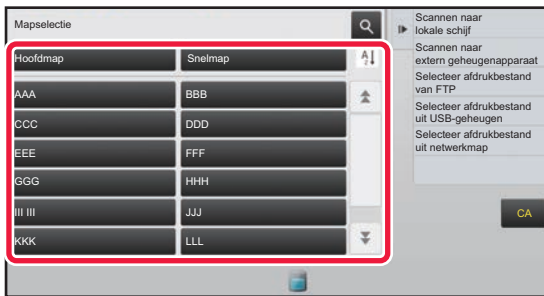 Mapselectie
Hoofdmap Snelmap
AAA BBB
CCC DDD
EEE FFF
GGG HHH
III III JJJ
KKK LLL
Scannen naar
lokale schijf
Scannen naar
extern geheugenapparaat
Selecteer afdrukbestand
van FTP
Selecteer afdrukbestand
uit USB-geheugen
Selecteer afdrukbestand
uit netwerkmap
CA